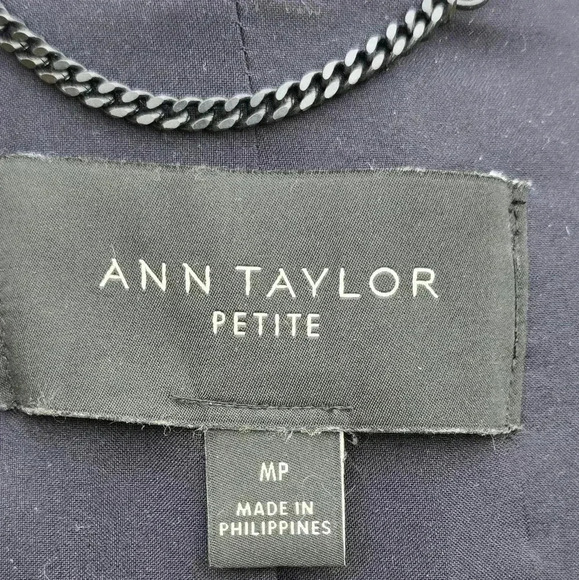 ANN TAYLOR
PETITE
MP
MADE IN
PHILIPPINES